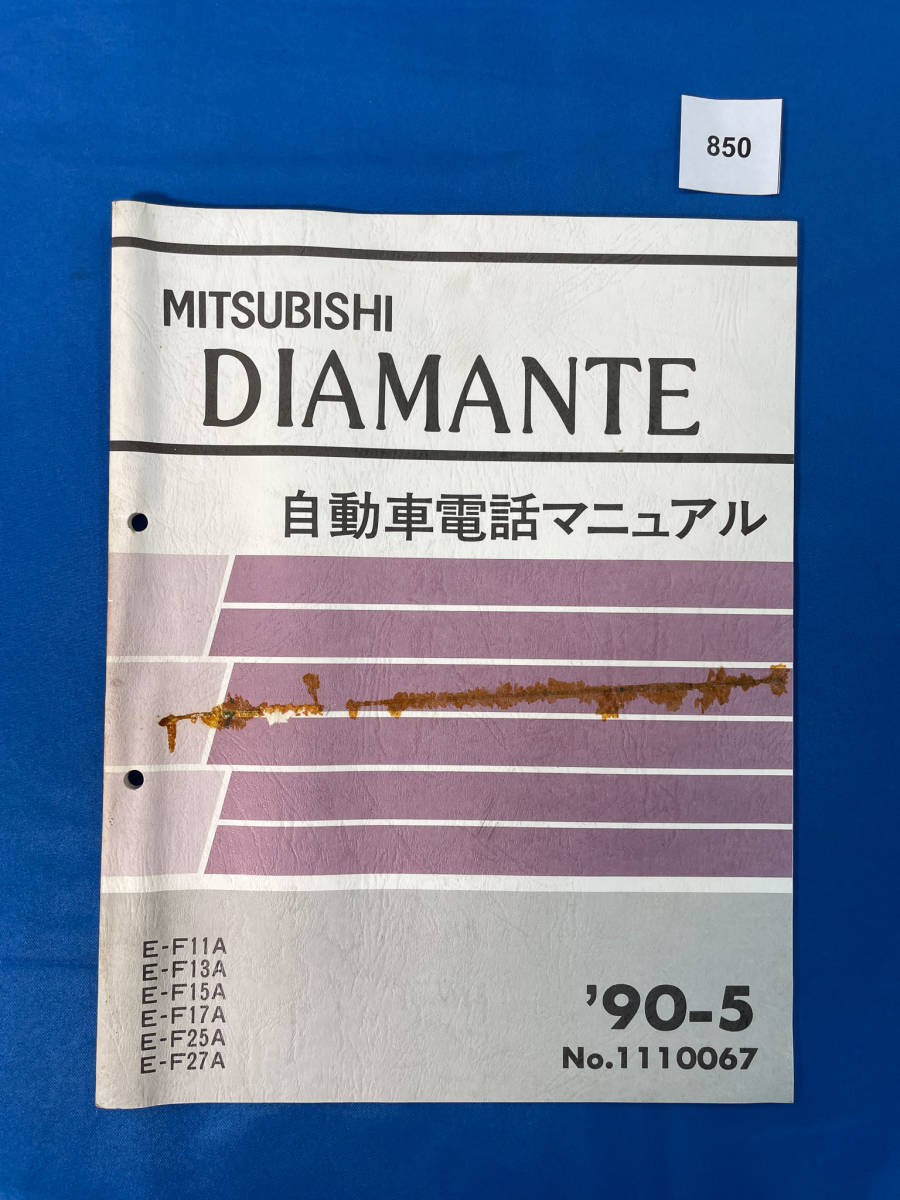 850
MITSUBISHI
DIAMANTE
自動車電話マニュアル
E-F11A
E-F13A
E-F15A
E-F17A
E-F25A
E-F27A
'90-5
No.1110067